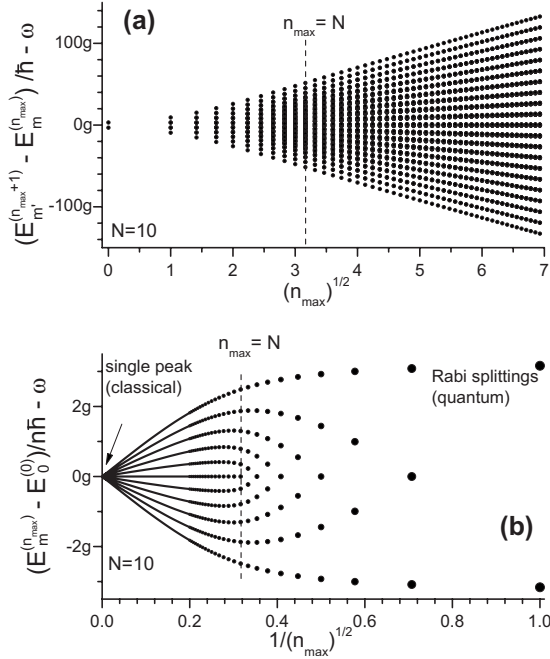 (a)
n_max = N
100g
0g
-100g
(E_{m'}^{(n_max+1)} - E_m^{(n_max)}) /ħ - ω
N=10
0 1 2 3 4 5 6 7
(n_max)^{1/2}
n_max = N
single peak
(classical)
Rabi splittings
(quantum)
2g
0g
-2g
(E_m^{(n_max)} - E_0^{(0)})/nħ - ω
(b)
N=10
0.0 0.2 0.4 0.6 0.8 1.0
1/(n_max)^{1/2}